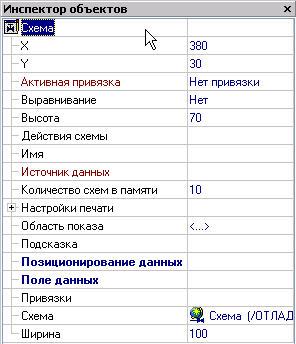 Инспектор объектов
Схема
X 380
Y 30
Активная привязка Нет привязки
Выравнивание Нет
Высота 70
Действия схемы
Имя
Источник данных
Количество схем в памяти 10
Настройки печати
Область показа <...>
Подсказка
Позиционирование данных
Поле данных
Привязки
Схема Схема (/ОТЛАД
Ширина 100